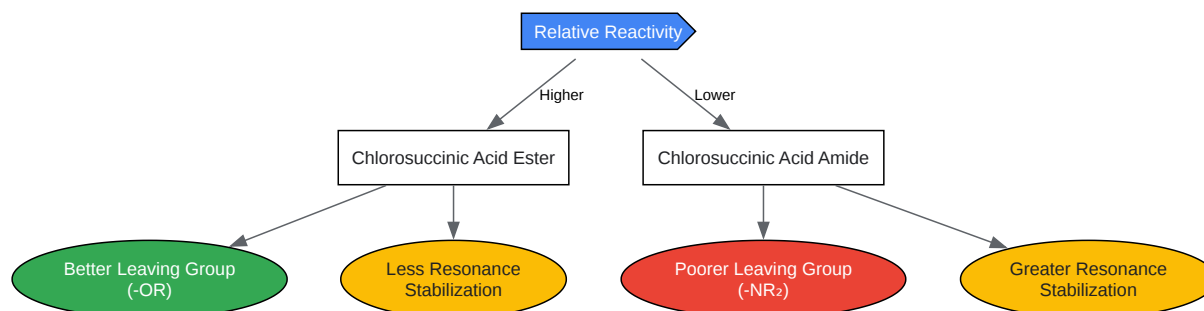 Relative Reactivity
Higher
Lower
Chlorosuccinic Acid Ester
Chlorosuccinic Acid Amide
Better Leaving Group
(-OR)
Less Resonance
Stabilization
Poorer Leaving Group
(-NR₂)
Greater Resonance
Stabilization